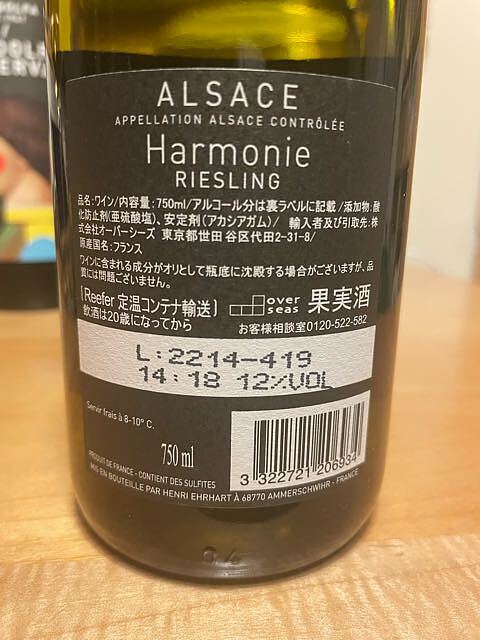 ALSACE
APPELLATION ALSACE CONTRÔLÉE
Harmonie
RIESLING
品名:ワイン/内容量:750ml/アルコール分は裏ラベルに記載/添加物:酸
化防止剤(亜硫酸塩)、安定剤(アカシアガム)/ 輸入者及び引取先:株
式会社オーバーシーズ 東京都世田谷区代田2-31-8/
原産国名:フランス
ワインに含まれる成分がオリとして瓶底に沈殿する場合がございますが、品
質には問題ございません。
[Reefer 定温コンテナ輸送]
飲酒は20歳になってから
over
seas
果実酒
お客様相談室0120-522-582
L:2214-419
14:18 12%VOL
Servir frais à 8-10° C.
750 ml
3 322721 206934
PRODUIT DE FRANCE - CONTIENT DES SULFITES
MIS EN BOUTEILLE PAR HENRI EHRHART À 68770 AMMERSCHWIHR - FRANCE
04